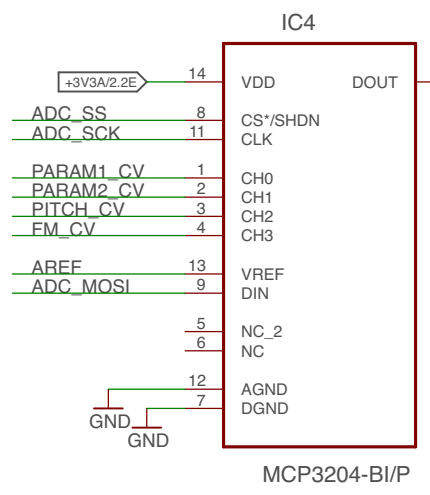 IC4
+3V3A/2.2E 14 VDD DOUT
ADC_SS 8 CS*/SHDN
ADC_SCK 11 CLK
PARAM1_CV 1 CH0
PARAM2_CV 2 CH1
PITCH_CV 3 CH2
FM_CV 4 CH3
AREF 13 VREF
ADC_MOSI 9 DIN
5 NC_2
6 NC
12 AGND
7 DGND
GND
GND
MCP3204-BI/P